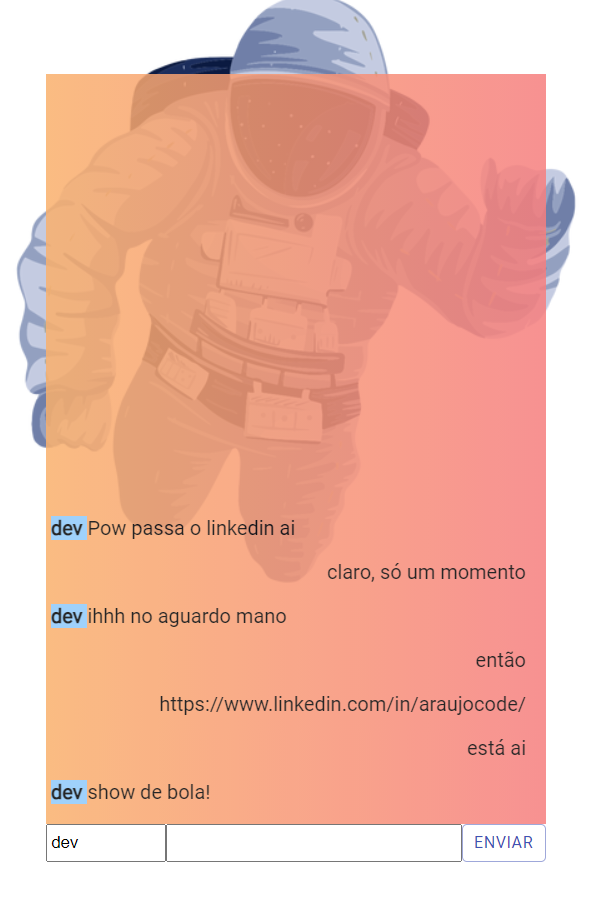 dev Pow passa o linkedin ai
claro, só um momento
dev ihhh no aguardo mano
então
https://www.linkedin.com/in/araujocode/
está ai
dev show de bola!
dev ENVIAR